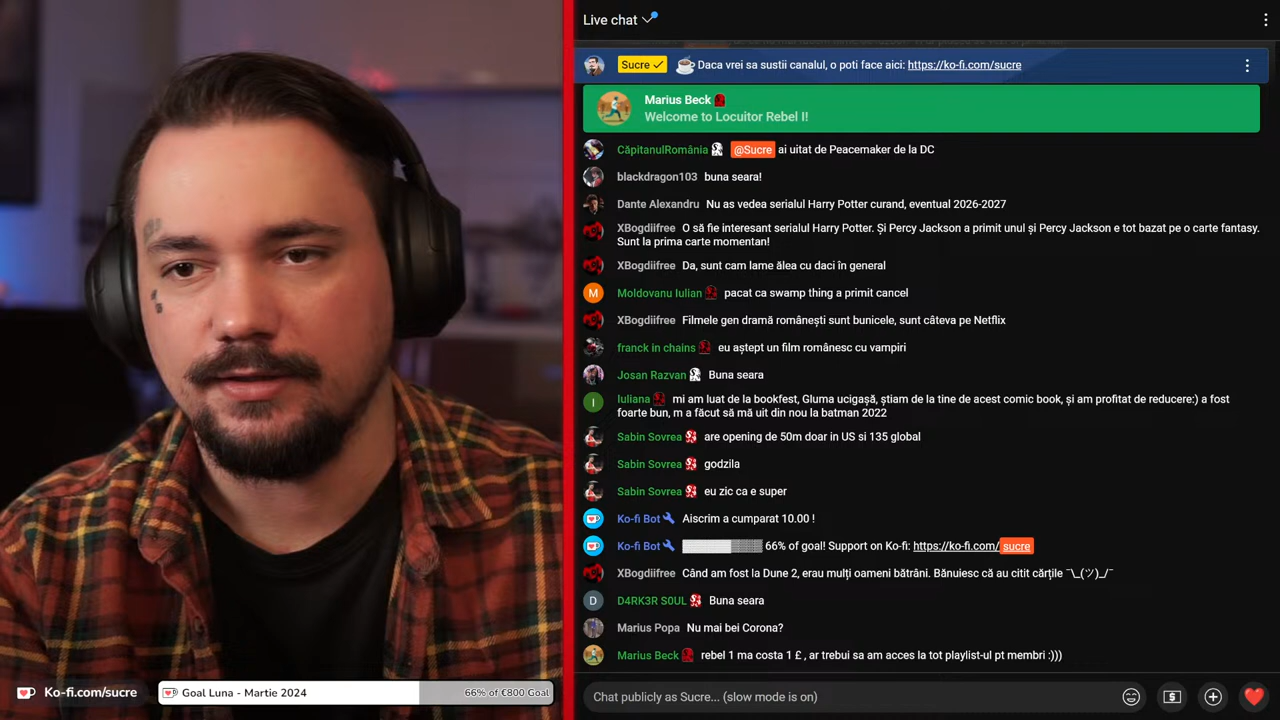 Live chat
Sucre Daca vrei sa sustii canalul, o poti face aici: https://ko-fi.com/sucre
Marius Beck
Welcome to Locuitor Rebel I!
CăpitanulRomânia @Sucre ai uitat de Peacemaker de la DC
blackdragon103 buna seara!
Dante Alexandru Nu as vedea serialul Harry Potter curand, eventual 2026-2027
XBogdiifree O să fie interesant serialul Harry Potter. Și Percy Jackson a primit unul și Percy Jackson e tot bazat pe o carte fantasy.
Sunt la prima carte momentan!
XBogdiifree Da, sunt cam lame ălea cu daci în general
M Moldovanu Iulian pacat ca swamp thing a primit cancel
XBogdiifree Filmele gen dramă românești sunt bunicele, sunt câteva pe Netflix
franck in chains eu aștept un film românesc cu vampiri
Josan Razvan Buna seara
I Iuliana mi am luat de la bookfest, Gluma ucigașă, știam de la tine de acest comic book, și am profitat de reducere:) a fost
foarte bun, m a făcut să mă uit din nou la batman 2022
Sabin Sovrea are opening de 50m doar in US si 135 global
Sabin Sovrea godzila
Sabin Sovrea eu zic ca e super
Ko-fi Bot Aiscrim a cumparat 10.00 !
Ko-fi Bot 66% of goal! Support on Ko-fi: https://ko-fi.com/sucre
XBogdiifree Când am fost la Dune 2, erau mulți oameni bătrâni. Bănuiesc că au citit cărțile ¯\_(ツ)_/¯
D D4RK3R S0UL Buna seara
Marius Popa Nu mai bei Corona?
Marius Beck rebel 1 ma costa 1 £ , ar trebui sa am acces la tot playlist-ul pt membri :)))
Chat publicly as Sucre... (slow mode is on)
Ko-fi.com/sucre
Goal Luna - Martie 2024 66% of €800 Goal